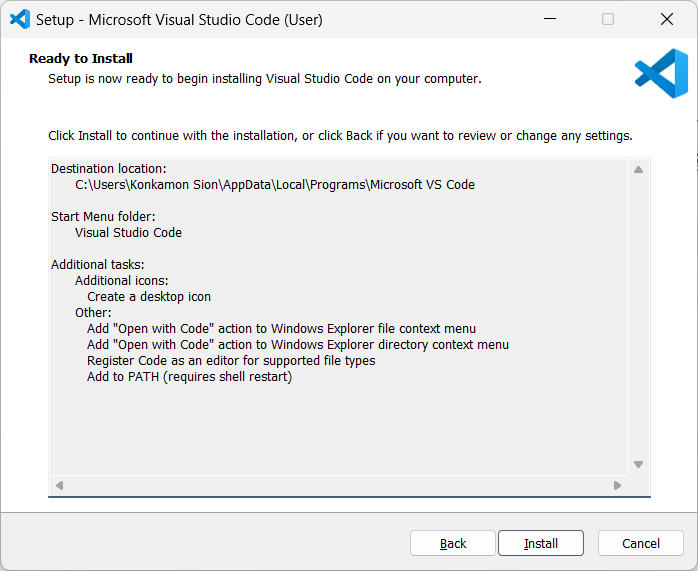 Setup - Microsoft Visual Studio Code (User)
Ready to Install
Setup is now ready to begin installing Visual Studio Code on your computer.
Click Install to continue with the installation, or click Back if you want to review or change any settings.
Destination location:
C:\Users\Konkamon Sion\AppData\Local\Programs\Microsoft VS Code
Start Menu folder:
Visual Studio Code
Additional tasks:
Additional icons:
Create a desktop icon
Other:
Add "Open with Code" action to Windows Explorer file context menu
Add "Open with Code" action to Windows Explorer directory context menu
Register Code as an editor for supported file types
Add to PATH (requires shell restart)
Back Install Cancel